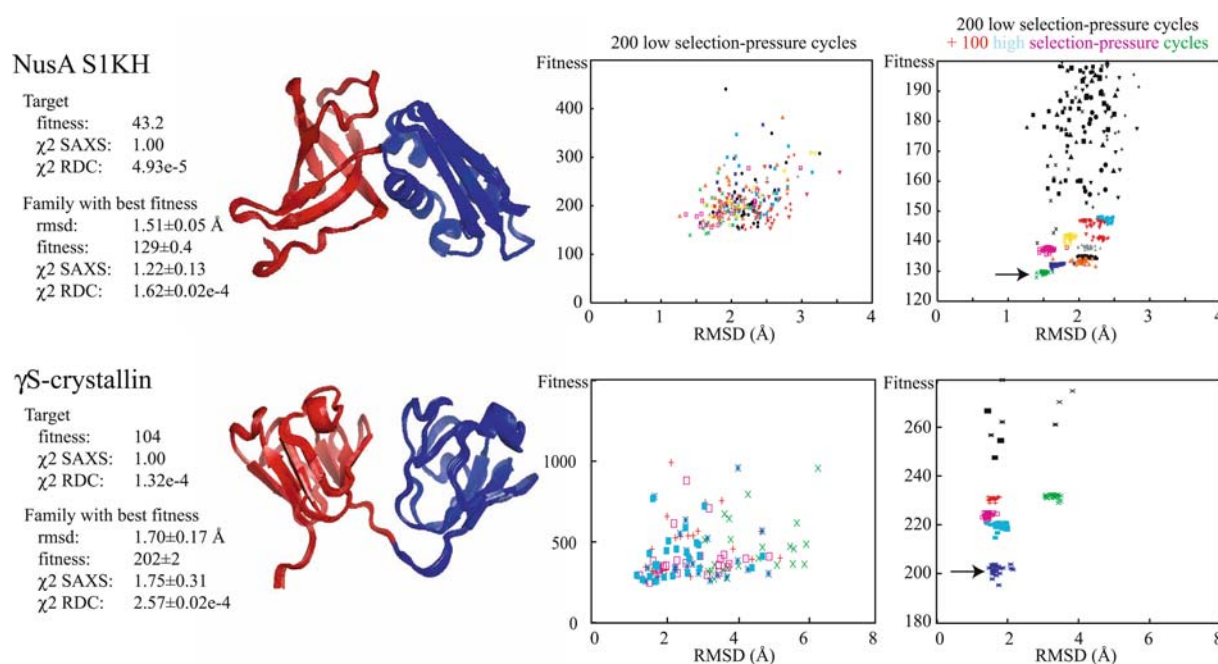 200 low selection-pressure cycles
200 low selection-pressure cycles
+ 100 high selection-pressure cycles
NusA S1KH
Target
fitness: 43.2
χ2 SAXS: 1.00
χ2 RDC: 4.93e-5
Family with best fitness
rmsd: 1.51±0.05 Å
fitness: 129±0.4
χ2 SAXS: 1.22±0.13
χ2 RDC: 1.62±0.02e-4
Fitness
400
300
200
100
0
0 1 2 3 4
RMSD (Å)
Fitness
190
180
170
160
150
140
130
120
0 1 2 3 4
RMSD (Å)
γS-crystallin
Target
fitness: 104
χ2 SAXS: 1.00
χ2 RDC: 1.32e-4
Family with best fitness
rmsd: 1.70±0.17 Å
fitness: 202±2
χ2 SAXS: 1.75±0.31
χ2 RDC: 2.57±0.02e-4
Fitness
1000
500
0
0 2 4 6 8
RMSD (Å)
Fitness
260
240
220
200
180
0 2 4 6 8
RMSD (Å)